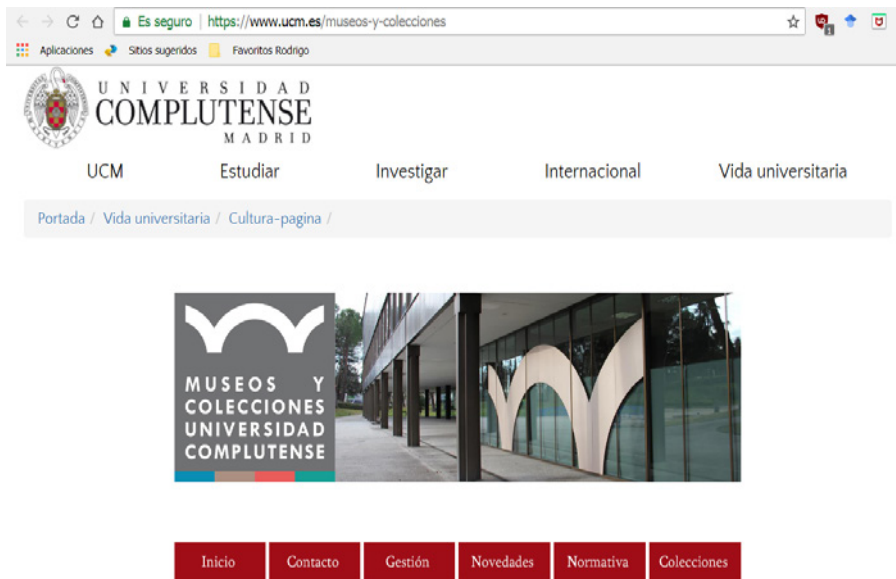 Es seguro | https://www.ucm.es/museos-y-colecciones
1
Aplicaciones Sitios sugeridos Favoritos Rodrigo
UNIVERSIDAD
COMPLUTENSE
MADRID
UCM Estudiar Investigar Internacional Vida universitaria
Portada / Vida universitaria / Cultura-pagina /
MUSEOS Y
COLECCIONES
UNIVERSIDAD
COMPLUTENSE
Inicio Contacto Gestión Novedades Normativa Colecciones